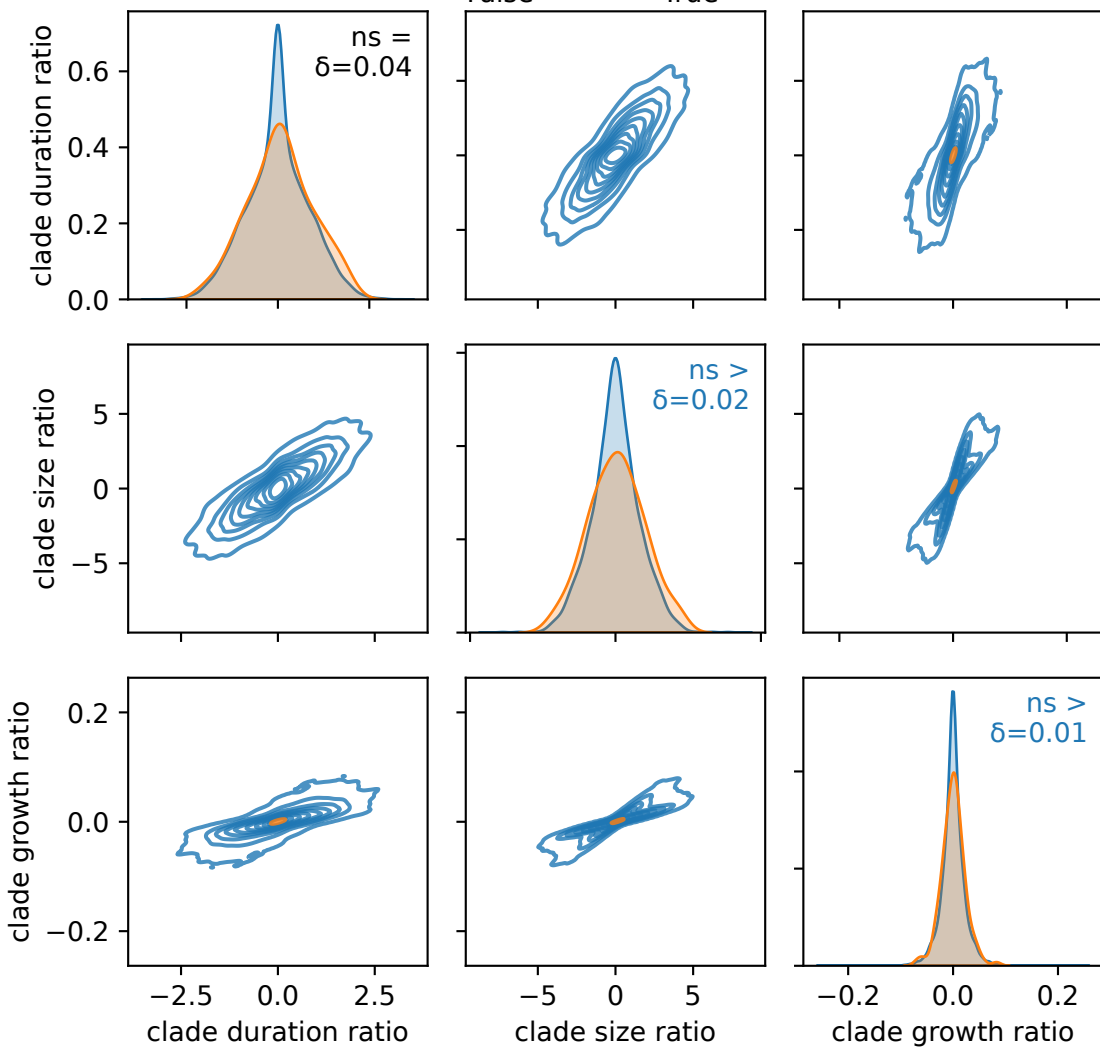 clade duration ratio
0.6
0.4
0.2
0.0
ns =
δ=0.04
clade size ratio
5
0
−5
ns >
δ=0.02
clade growth ratio
0.2
0.0
−0.2
ns >
δ=0.01
−2.5 0.0 2.5
−5 0 5
−0.2 0.0 0.2
clade duration ratio
clade size ratio
clade growth ratio